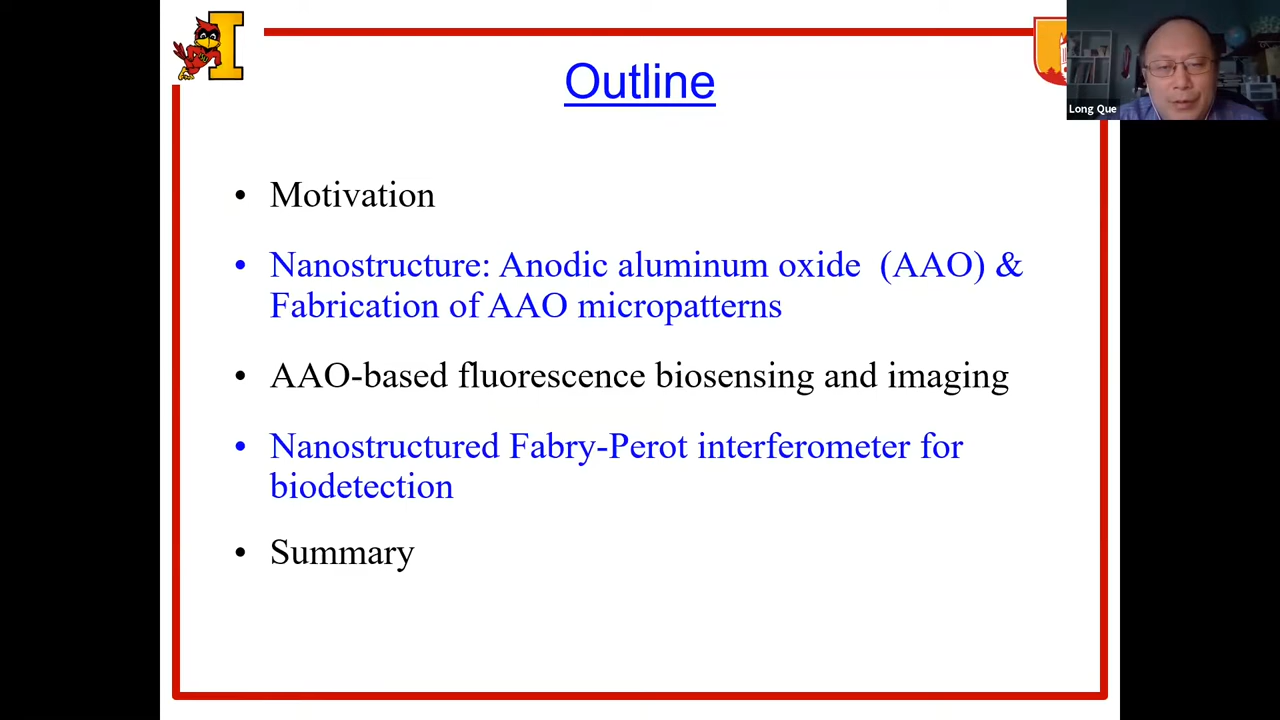 Outline
Long Que
• Motivation
• Nanostructure: Anodic aluminum oxide (AAO) &
Fabrication of AAO micropatterns
• AAO-based fluorescence biosensing and imaging
• Nanostructured Fabry-Perot interferometer for
biodetection
• Summary